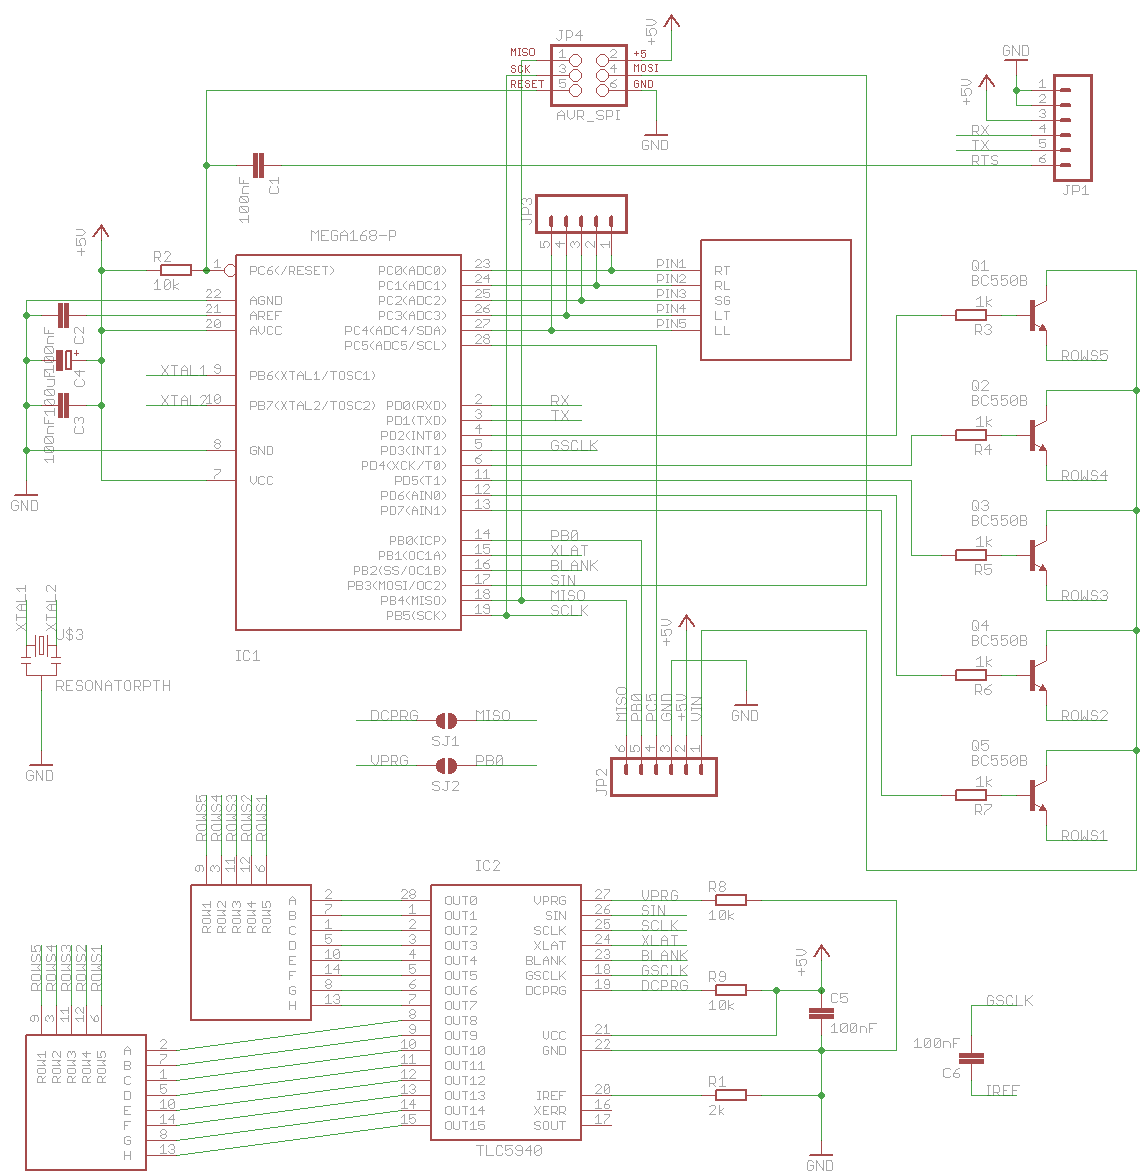 JP4
+5V
MISO 1 2 +5
SCK 3 4 MOSI
RESET 5 6 GND
AVR_SPI
GND
GND
+5V
1
2
3
RX 4
TX 5
RTS 6
JP1
100nF
C1
JP3
5 4 3 2 1
MEGA168-P
+5V
R2
10k
1 PC6(/RESET)
22 AGND
21 AREF
20 AVCC
XTAL1 9 PB6(XTAL1/TOSC1)
XTAL2 10 PB7(XTAL2/TOSC2)
8 GND
7 VCC
100nF
C2
100uF
C4
+
100nF
C3
GND
PC0(ADC0) 23 PIN1 RT
PC1(ADC1) 24 PIN2 RL
PC2(ADC2) 25 PIN3 SG
PC3(ADC3) 26 PIN4 LT
PC4(ADC4/SDA) 27 PIN5 LL
PC5(ADC5/SCL) 28
PD0(RXD) 2 RX
PD1(TXD) 3 TX
PD2(INT0) 4
PD3(INT1) 5 GSCLK
PD4(XCK/T0) 6
PD5(T1) 11
PD6(AIN0) 12
PD7(AIN1) 13
PB0(ICP) 14 PB0
PB1(OC1A) 15 XLAT
PB2(SS/OC1B) 16 BLANK
PB3(MOSI/OC2) 17 SIN
PB4(MISO) 18 MISO
PB5(SCK) 19 SCLK
IC1
Q1
BC550B
1k
R3
ROWS5
Q2
BC550B
1k
R4
ROWS4
Q3
BC550B
1k
R5
ROWS3
Q4
BC550B
1k
R6
ROWS2
Q5
BC550B
1k
R7
ROWS1
XTAL1
XTAL2
U$3
RESONATORPTH
GND
DCPRG MISO
SJ1
VPRG PB0
SJ2
+5V
MISO PB0 PC5 GND +5V VIN
GND
6 5 4 3 2 1
JP2
ROWS5 ROWS4 ROWS3 ROWS2 ROWS1
9 3 11 12 6
ROW1 ROW2 ROW3 ROW4 ROW5
A 2
B 7
C 1
D 5
E 10
F 14
G 8
H 13
ROWS5 ROWS4 ROWS3 ROWS2 ROWS1
9 3 11 12 6
ROW1 ROW2 ROW3 ROW4 ROW5
A 2
B 7
C 1
D 5
E 10
F 14
G 8
H 13
IC2
28 OUT0
1 OUT1
2 OUT2
3 OUT3
4 OUT4
5 OUT5
6 OUT6
7 OUT7
8 OUT8
9 OUT9
10 OUT10
11 OUT11
12 OUT12
13 OUT13
14 OUT14
15 OUT15
VPRG 27 VPRG
SIN 26 SIN
SCLK 25 SCLK
XLAT 24 XLAT
BLANK 23 BLANK
GSCLK 18 GSCLK
DCPRG 19 DCPRG
VCC 21
GND 22
IREF 20
XERR 16
SOUT 17
TLC5940
R8
10k
R9
10k
R1
2k
+5V
C5
100nF
GND
GSCLK
100nF
C6
IREF